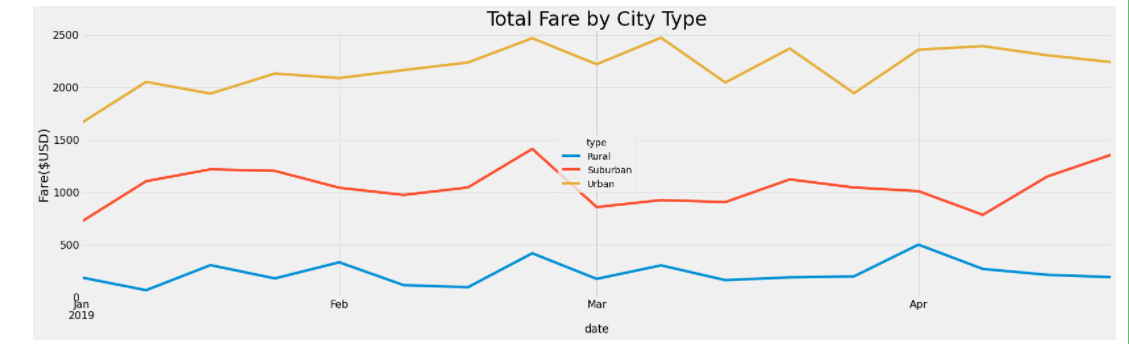 Total Fare by City Type
Fare($USD)
2500
2000
1500
1000
500
0
type
Rural
Suburban
Urban
Jan
2019
Feb
Mar
Apr
date